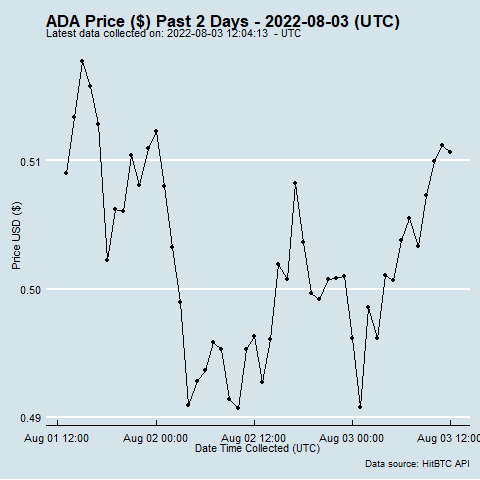 ADA Price ($) Past 2 Days - 2022-08-03 (UTC)
Latest data collected on: 2022-08-03 12:04:13 - UTC
0.51
0.50
0.49
Price USD ($)
Aug 01 12:00 Aug 02 00:00 Aug 02 12:00 Aug 03 00:00 Aug 03 12:00
Date Time Collected (UTC)
Data source: HitBTC API